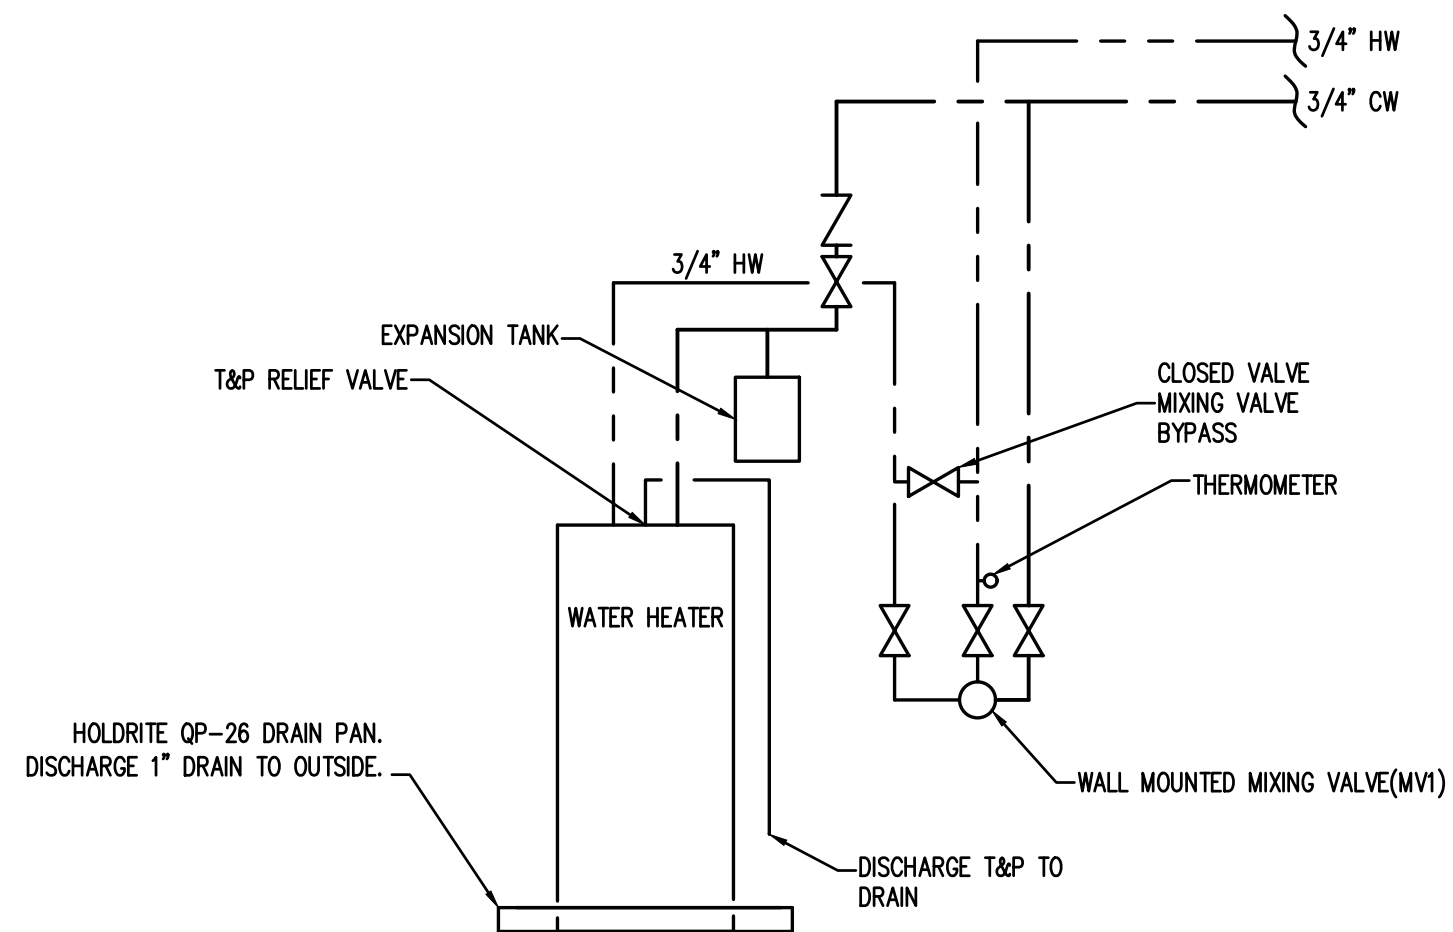 3/4" HW
3/4" CW
3/4" HW
EXPANSION TANK
T&P RELIEF VALVE
CLOSED VALVE
MIXING VALVE
BYPASS
THERMOMETER
WATER HEATER
HOLDRITE QP-26 DRAIN PAN.
DISCHARGE 1" DRAIN TO OUTSIDE.
WALL MOUNTED MIXING VALVE(MV1)
DISCHARGE T&P TO
DRAIN